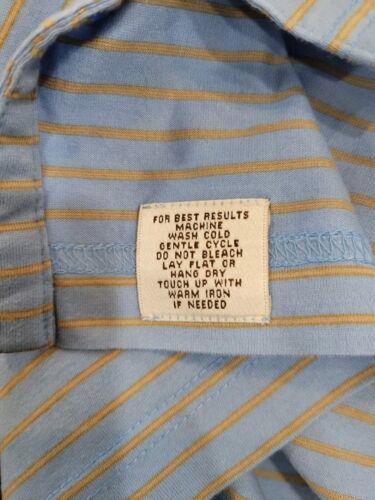 FOR BEST RESULTS
MACHINE
WASH COLD
GENTLE CYCLE
DO NOT BLEACH
LAY FLAT OR
HANG DRY
TOUCH UP WITH
WARM IRON
IF NEEDED